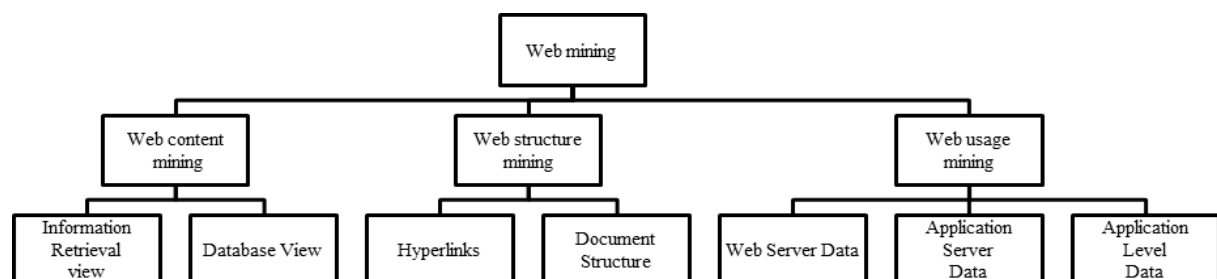 Web mining
Web content
mining
Web structure
mining
Web usage
mining
Information
Retrieval
view
Database View
Hyperlinks
Document
Structure
Web Server Data
Application
Server
Data
Application
Level
Data